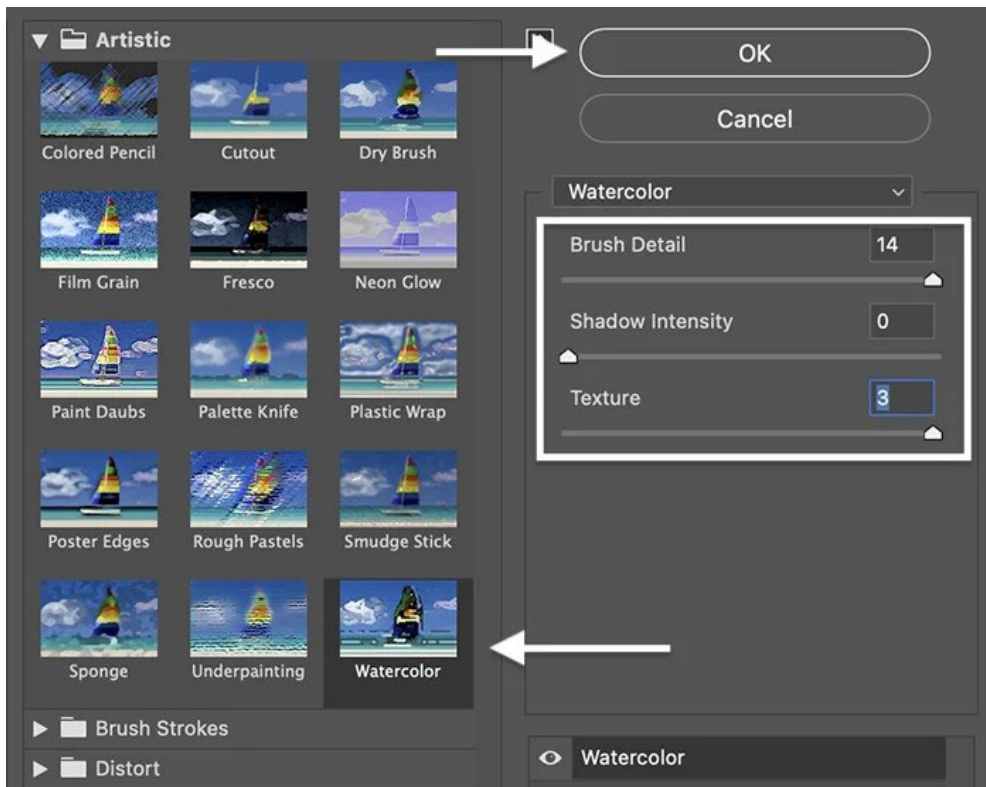 Artistic
Colored Pencil
Cutout
Dry Brush
Film Grain
Fresco
Neon Glow
Paint Daubs
Palette Knife
Plastic Wrap
Poster Edges
Rough Pastels
Smudge Stick
Sponge
Underpainting
Watercolor
Brush Strokes
Distort
OK
Cancel
Watercolor
Brush Detail 14
Shadow Intensity 0
Texture 3
Watercolor